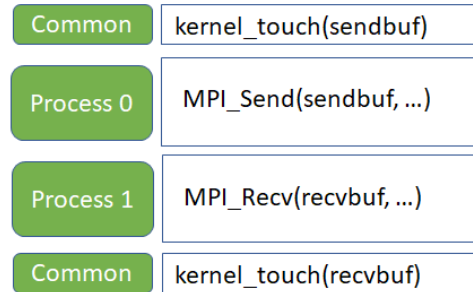 Common
kernel_touch(sendbuf)
Process 0
MPI_Send(sendbuf, ...)
Process 1
MPI_Recv(recvbuf, ...)
Common
kernel_touch(recvbuf)